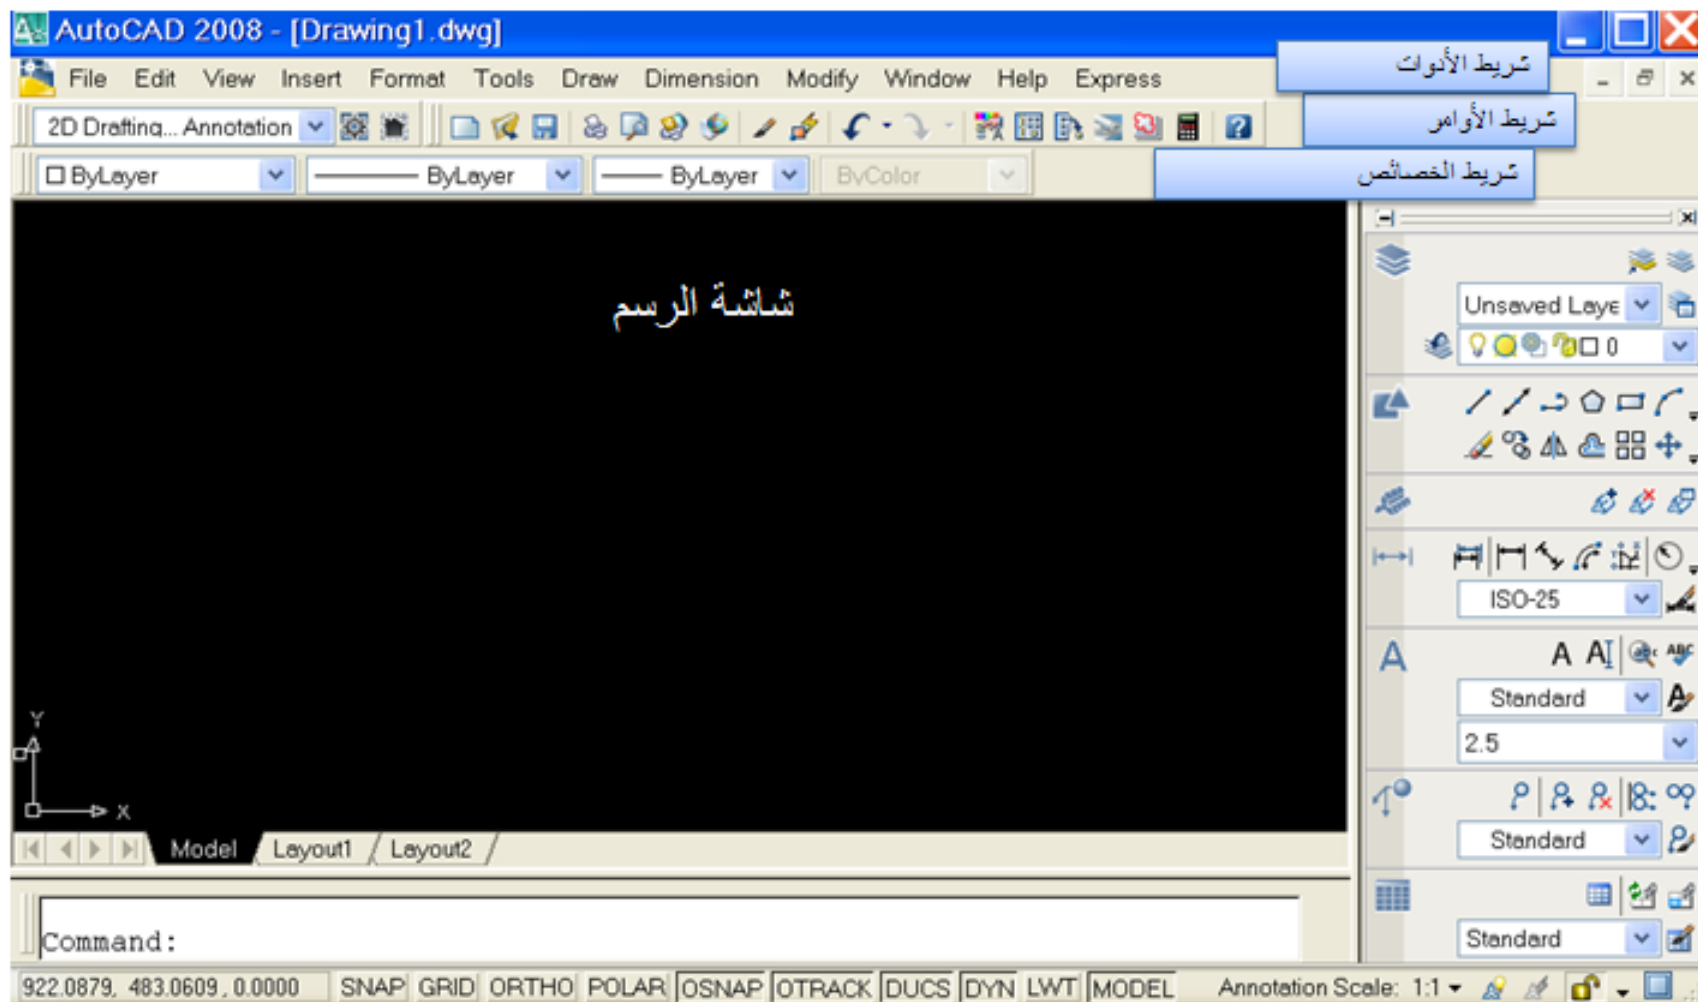 AutoCAD 2008 - [Drawing1.dwg]
شريط الأدوات
File Edit View Insert Format Tools Draw Dimension Modify Window Help Express
شريط الأوامر
2D Drafting... Annotation
شريط الخصائص
ByLayer ByLayer ByLayer ByColor
شاشة الرسم
Unsaved Laye
0
ISO-25
A A ABC
Standard
2.5
Y
X
Standard
Model Layout1 Layout2
Standard
Command:
922.0879, 483.0609, 0.0000 SNAP GRID ORTHO POLAR OSNAP OTRACK DUCS DYN LWT MODEL Annotation Scale: 1:1